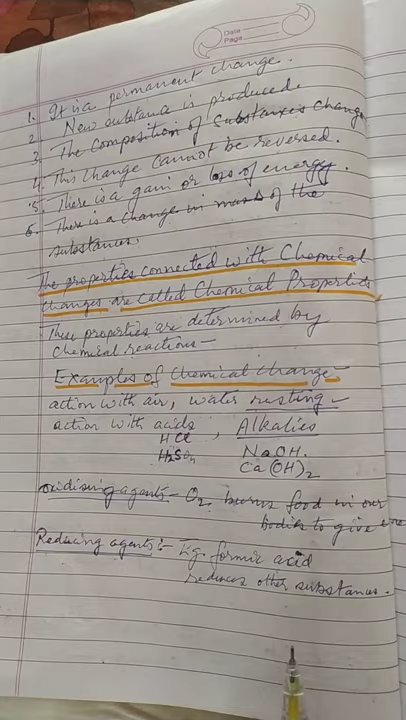 Date
Page
1. It is a permanent change.
2. New substance is produced.
3. The composition of substances change
4. This change cannot be reversed.
5. There is a gain or loss of energy.
6. There is a change in mass of the
substances.
The properties connected with Chemical
changes are called Chemical Properties
These properties are determined by
chemical reactions -
Examples of Chemical Change -
action with air, water rusting -
action with acids, Alkalies
HCl NaOH.
H2SO4 Ca(OH)2
oxidising agents - O2 burns food in our
bodies to give
Reducing agents :- Eg. formic acid
reduces other substances.